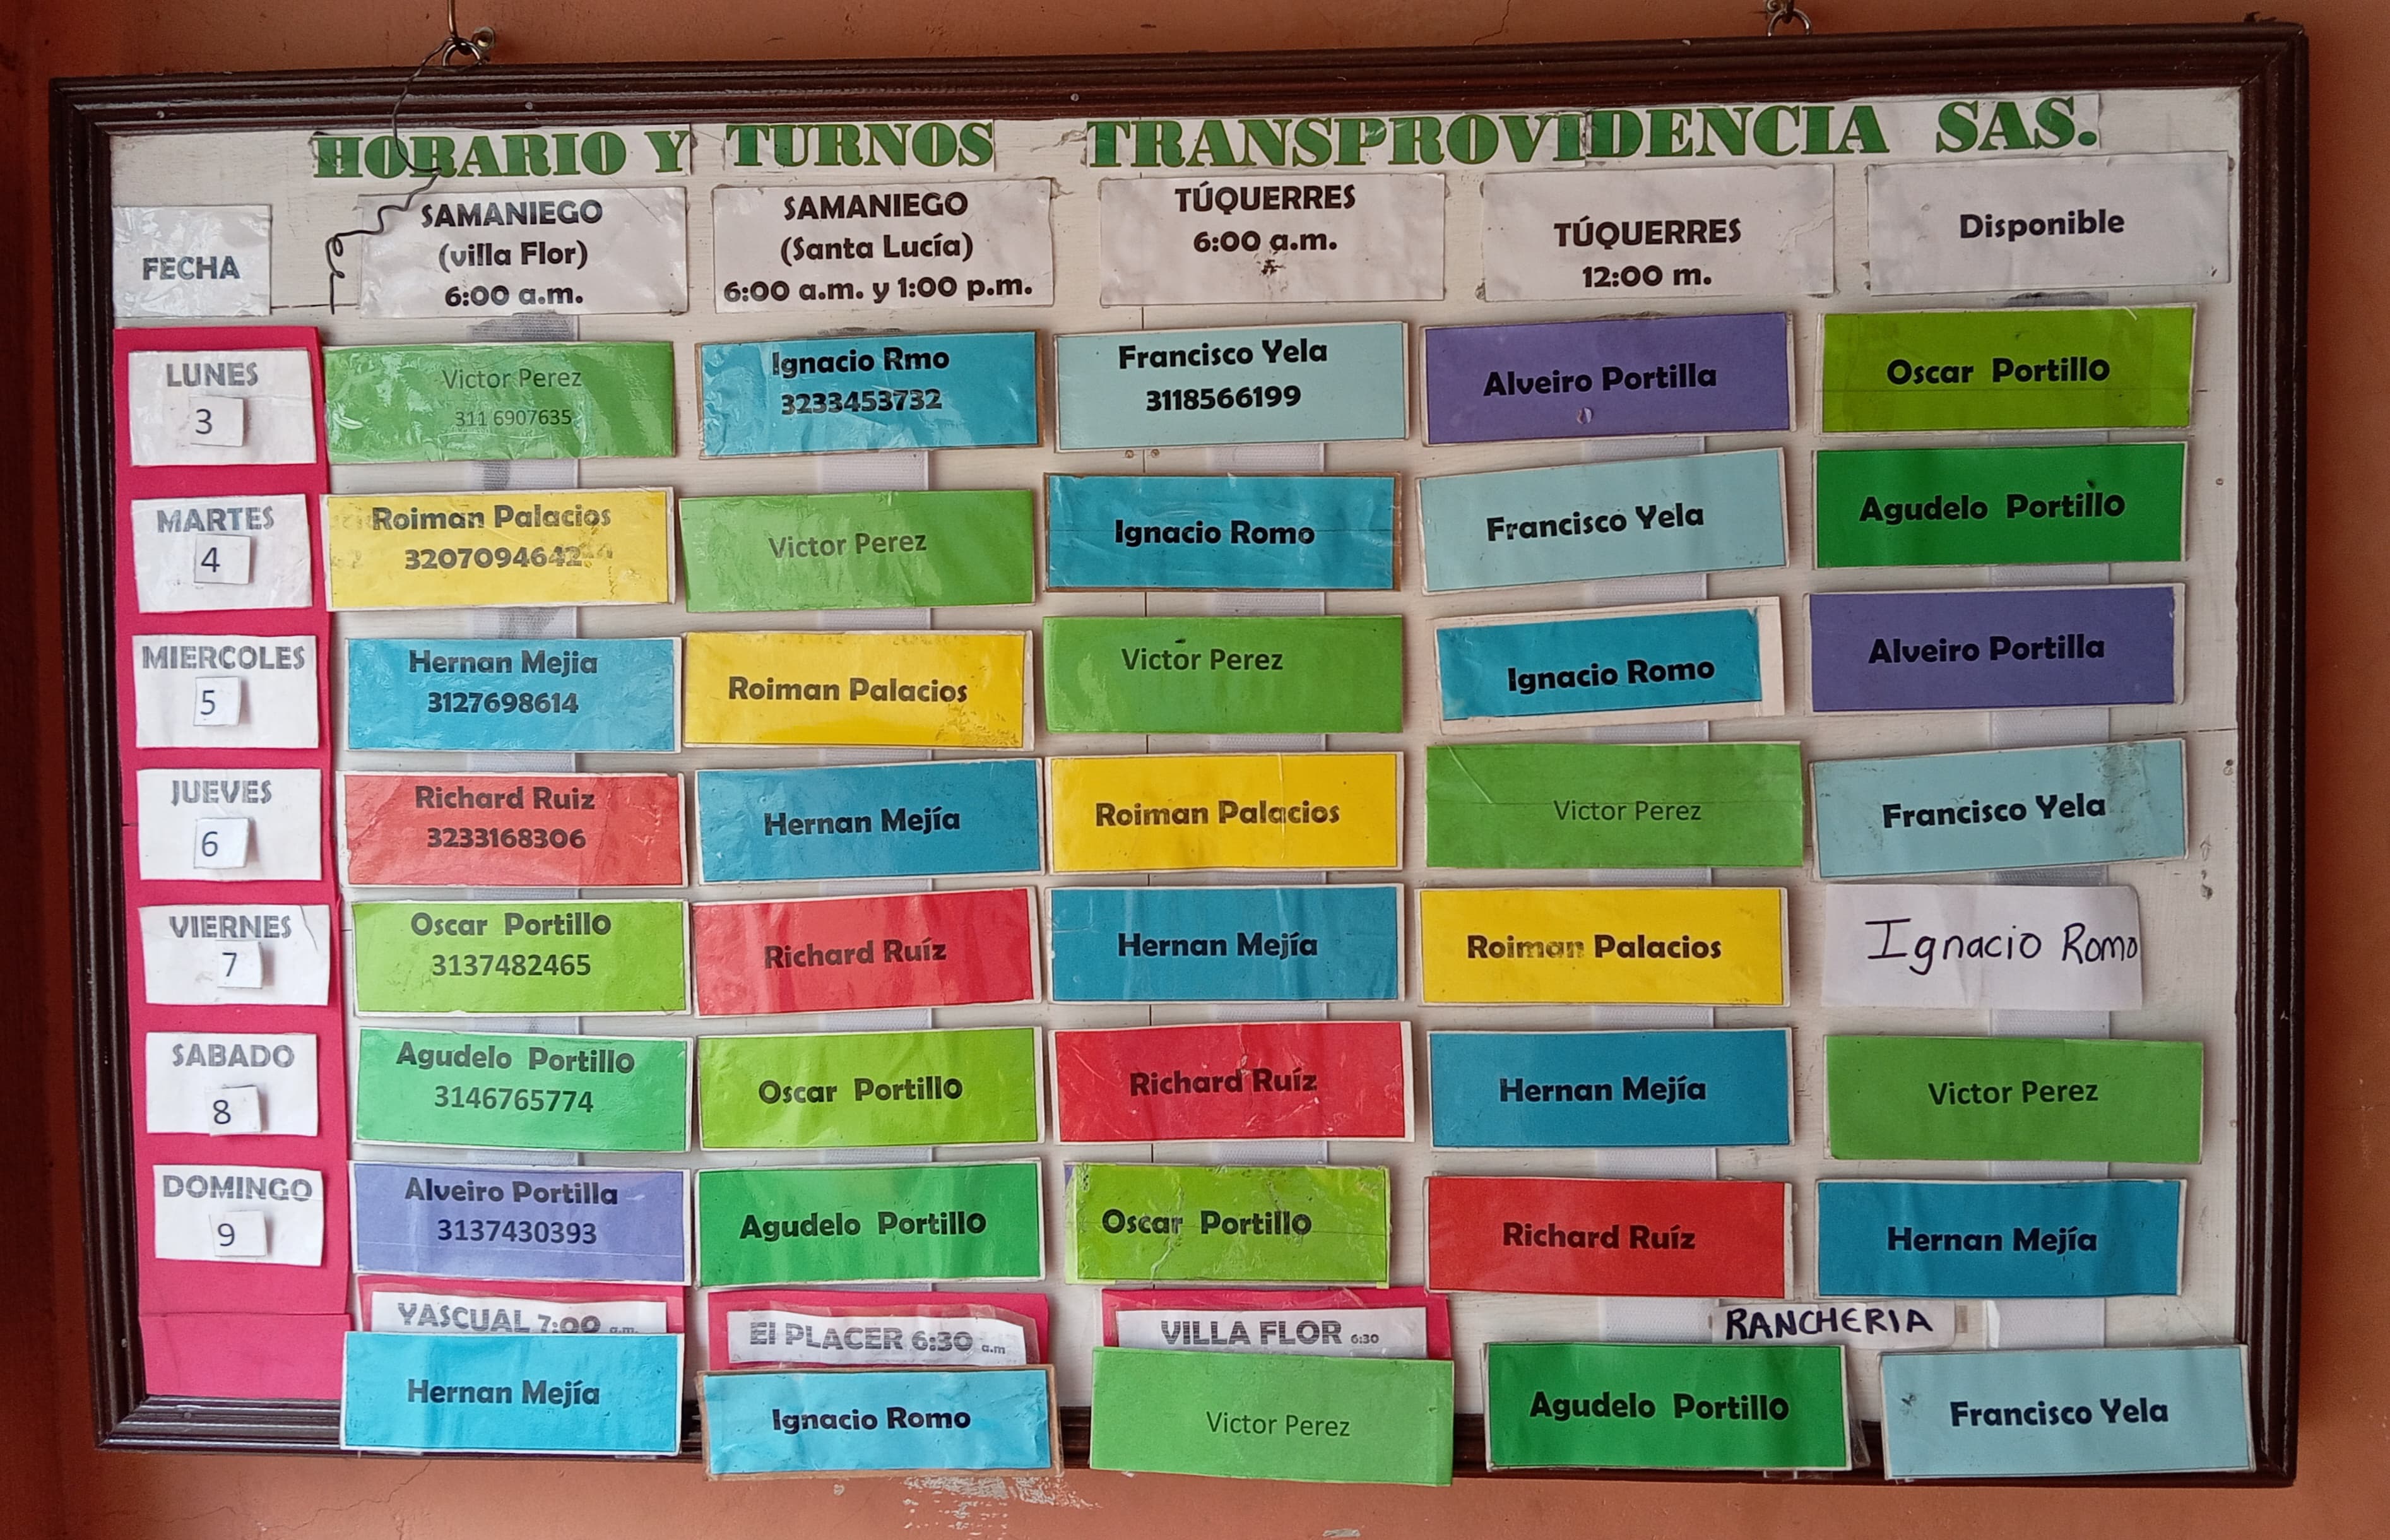 HORARIO Y TURNOS TRANSPROVIDENCIA SAS.
FECHA
SAMANIEGO
(villa Flor)
6:00 a.m.
SAMANIEGO
(Santa Lucía)
6:00 a.m. y 1:00 p.m.
TÚQUERRES
6:00 a.m.
TÚQUERRES
12:00 m.
Disponible
LUNES
3
Victor Perez
311 6907635
Ignacio Rmo
3233453732
Francisco Yela
3118566199
Alveiro Portilla
Oscar Portillo
MARTES
4
Roiman Palacios
3207094642
Victor Perez
Ignacio Romo
Francisco Yela
Agudelo Portillo
MIERCOLES
5
Hernan Mejia
3127698614
Roiman Palacios
Victor Perez
Ignacio Romo
Alveiro Portilla
JUEVES
6
Richard Ruiz
3233168306
Hernan Mejía
Roiman Palacios
Victor Perez
Francisco Yela
VIERNES
7
Oscar Portillo
3137482465
Richard Ruíz
Hernan Mejía
Roiman Palacios
Ignacio Romo
SABADO
8
Agudelo Portillo
3146765774
Oscar Portillo
Richard Ruíz
Hernan Mejía
Victor Perez
DOMINGO
9
Alveiro Portilla
3137430393
Agudelo Portillo
Oscar Portillo
Richard Ruíz
Hernan Mejía
YASCUAL 7:00 a.m.
Hernan Mejía
El PLACER 6:30 a.m
Ignacio Romo
VILLA FLOR 6:30
Victor Perez
RANCHERIA
Agudelo Portillo
Francisco Yela